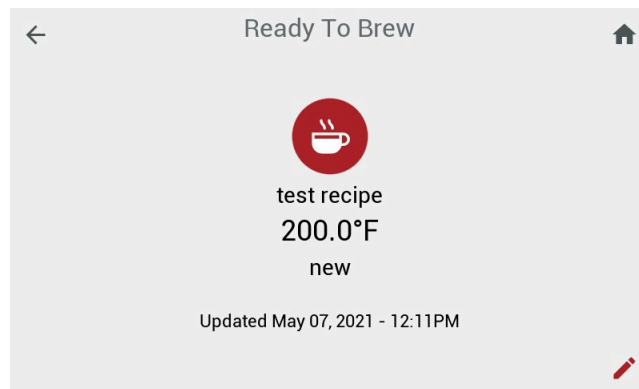 Ready To Brew
test recipe
200.0°F
new
Updated May 07, 2021 - 12:11PM